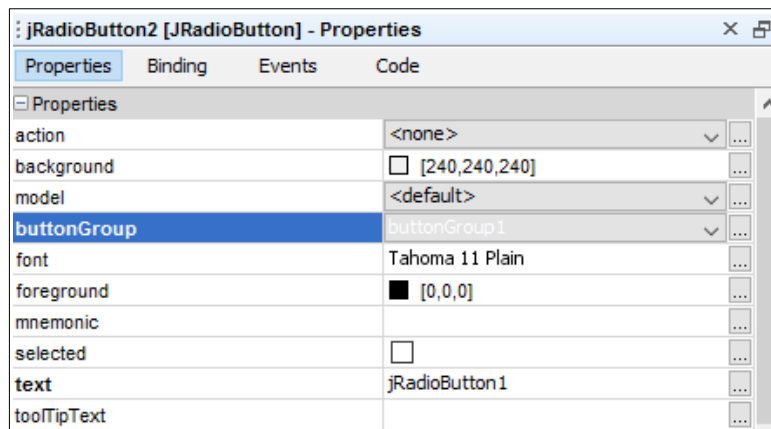 jRadioButton2 [JRadioButton] - Properties
Properties Binding Events Code
Properties
action <none> ...
background [240,240,240] ...
model <default> ...
buttonGroup buttonGroup1 ...
font Tahoma 11 Plain ...
foreground [0,0,0] ...
mnemonic ...
selected ...
text jRadioButton1 ...
toolTipText ...